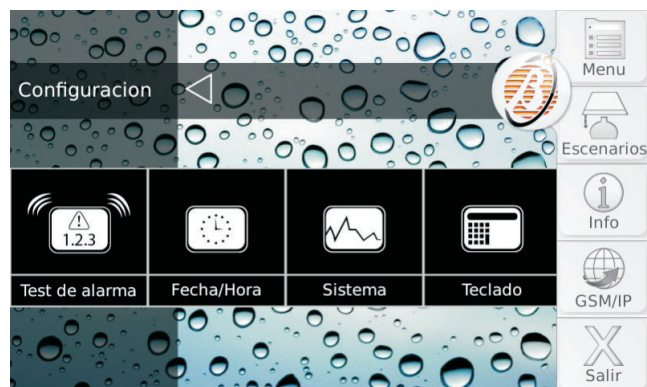 Configuracion
Menu
Escenarios
Info
GSM/IP
Salir
1.2.3
Test de alarma
Fecha/Hora
Sistema
Teclado